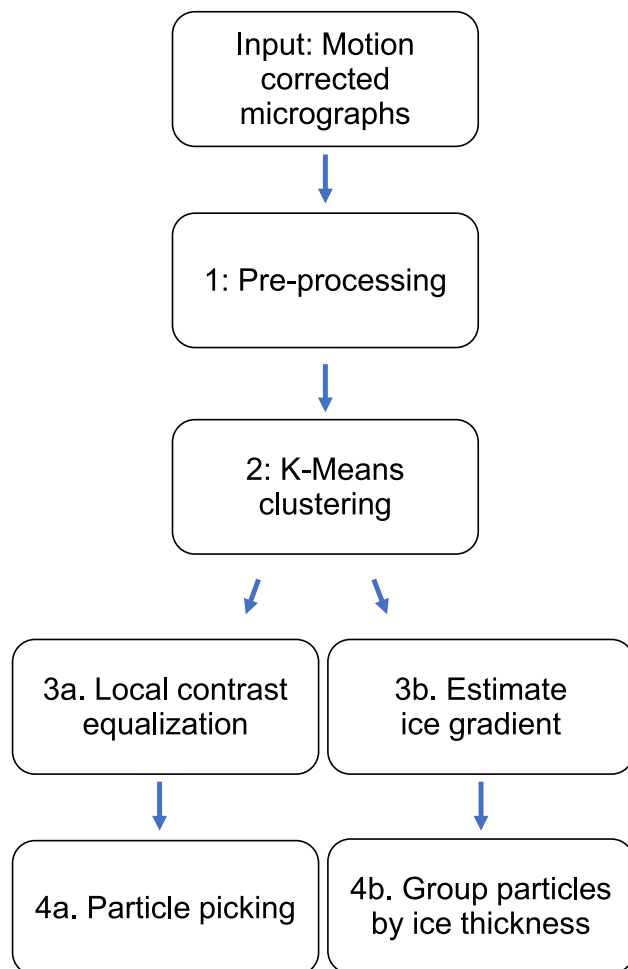 Input: Motion
corrected
micrographs
1: Pre-processing
2: K-Means
clustering
3a. Local contrast
equalization
3b. Estimate
ice gradient
4a. Particle picking
4b. Group particles
by ice thickness